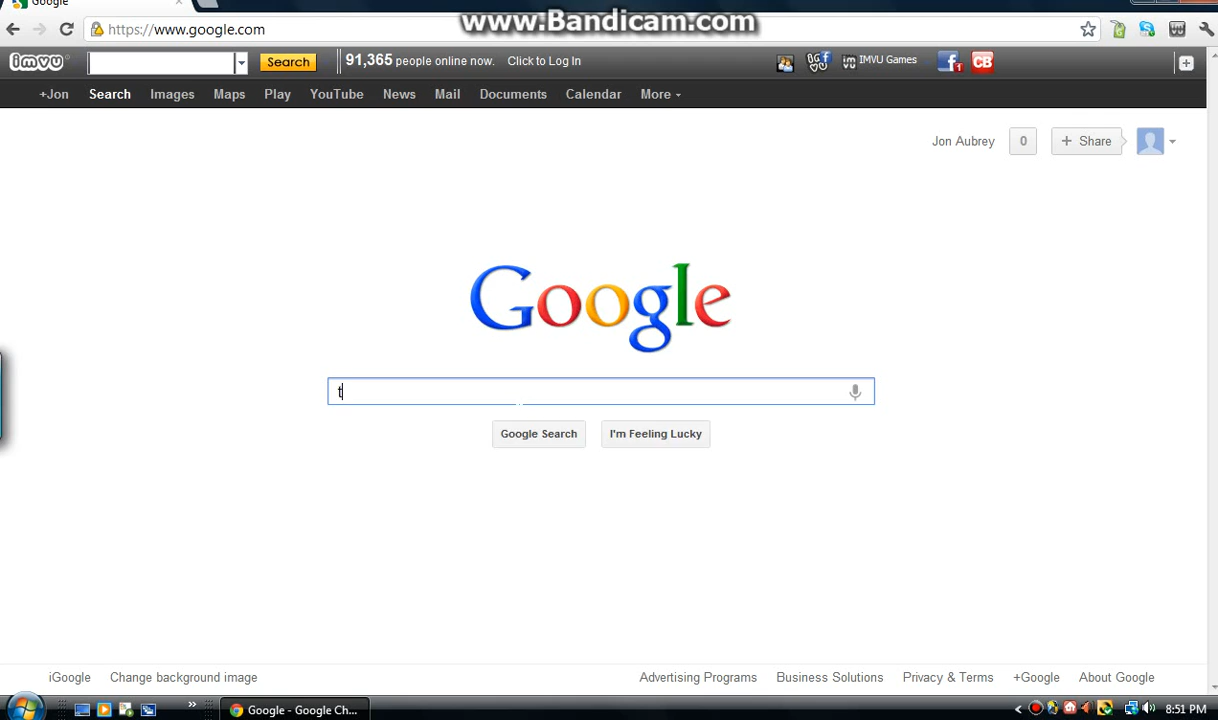 Google
www.Bandicam.com
https://www.google.com
imvu Search 91,365 people online now. Click to Log In IMVU Games 1 CB
+Jon Search Images Maps Play YouTube News Mail Documents Calendar More
Jon Aubrey 0 + Share
Google
t
Google Search I'm Feeling Lucky
iGoogle Change background image Advertising Programs Business Solutions Privacy & Terms +Google About Google
Google - Google Ch... 8:51 PM